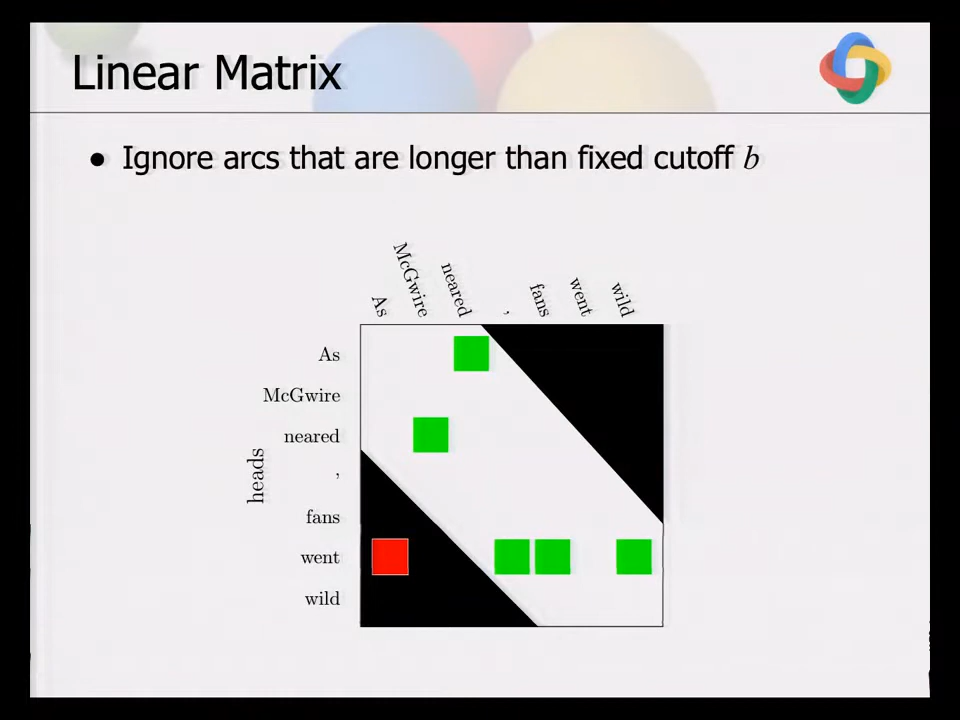 Linear Matrix
● Ignore arcs that are longer than fixed cutoff b
As McGwire neared , fans went wild
As
McGwire
neared
,
fans
went
wild
heads